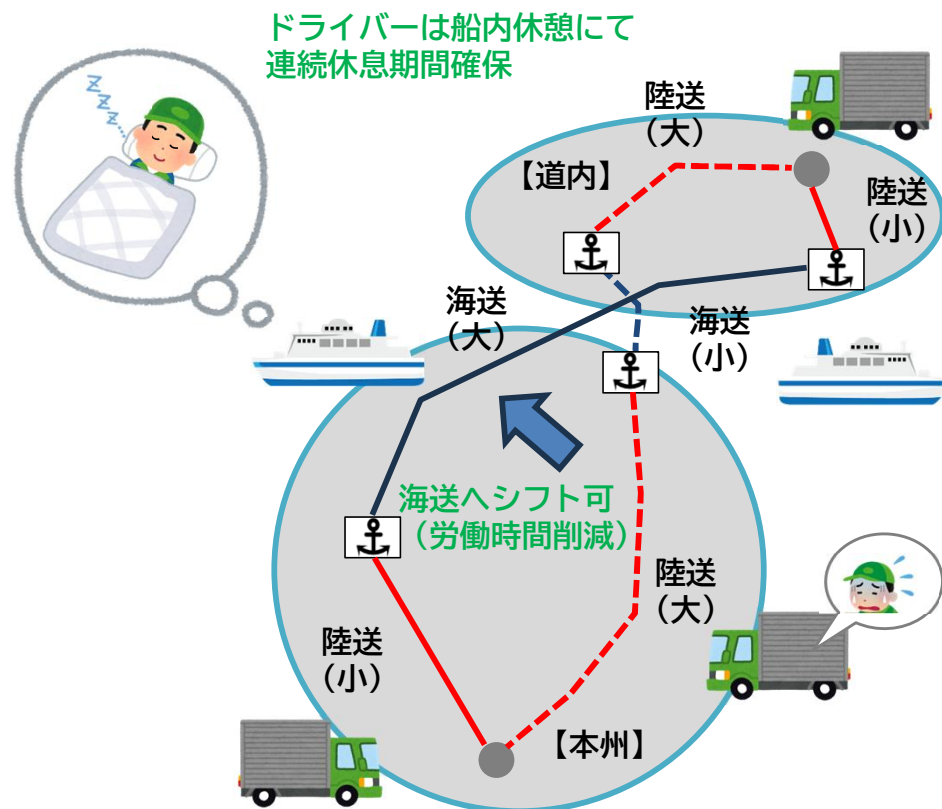 ドライバーは船内休憩にて
連続休息期間確保
zzzz
陸送
（大）
【道内】
陸送
（小）
海送
（大）
海送
（小）
海送へシフト可
（労働時間削減）
陸送
（大）
陸送
（小）
【本州】